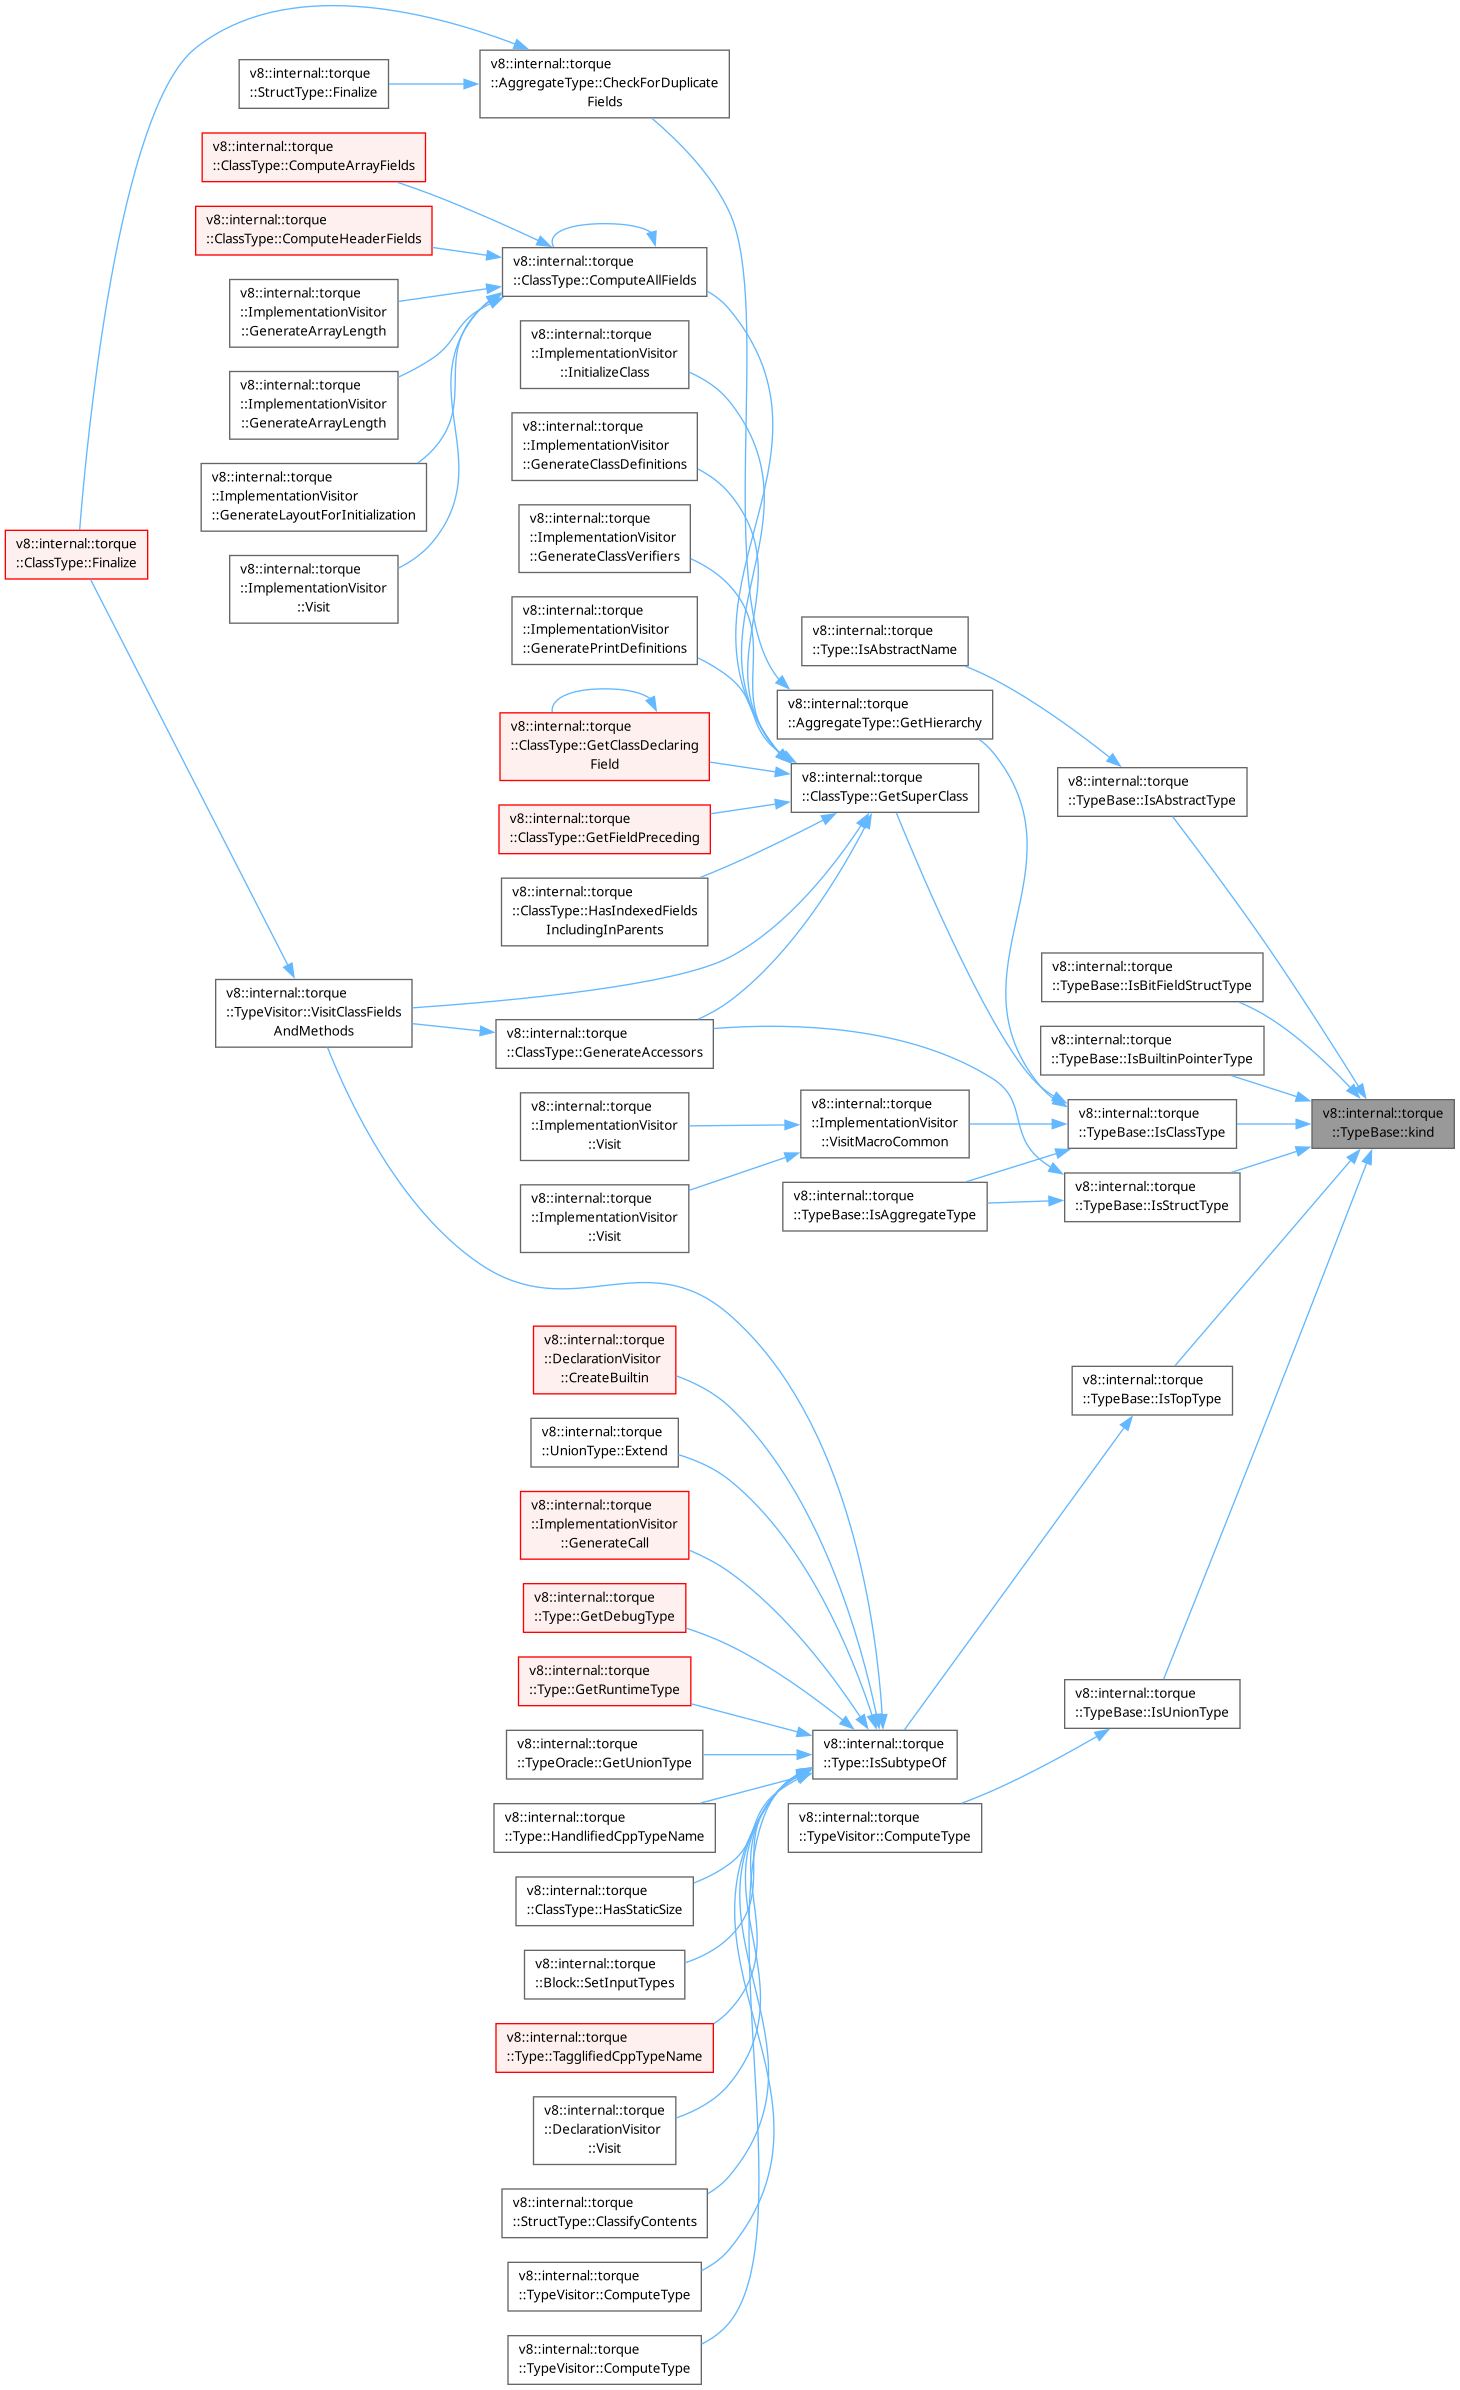 v8::internal::torque
::AggregateType::CheckForDuplicate
Fields
v8::internal::torque
::StructType::Finalize
v8::internal::torque
::ClassType::ComputeArrayFields
v8::internal::torque
::ClassType::ComputeHeaderFields
v8::internal::torque
::ClassType::ComputeAllFields
v8::internal::torque
::ImplementationVisitor
::GenerateArrayLength
v8::internal::torque
::ImplementationVisitor
::InitializeClass
v8::internal::torque
::ImplementationVisitor
::GenerateArrayLength
v8::internal::torque
::ImplementationVisitor
::GenerateClassDefinitions
v8::internal::torque
::ImplementationVisitor
::GenerateLayoutForInitialization
v8::internal::torque
::ImplementationVisitor
::GenerateClassVerifiers
v8::internal::torque
::ClassType::Finalize
v8::internal::torque
::ImplementationVisitor
::Visit
v8::internal::torque
::ImplementationVisitor
::GeneratePrintDefinitions
v8::internal::torque
::Type::IsAbstractName
v8::internal::torque
::AggregateType::GetHierarchy
v8::internal::torque
::ClassType::GetClassDeclaring
Field
v8::internal::torque
::ClassType::GetSuperClass
v8::internal::torque
::TypeBase::IsAbstractType
v8::internal::torque
::ClassType::GetFieldPreceding
v8::internal::torque
::ClassType::HasIndexedFields
IncludingInParents
v8::internal::torque
::TypeBase::IsBitFieldStructType
v8::internal::torque
::TypeVisitor::VisitClassFields
AndMethods
v8::internal::torque
::ClassType::GenerateAccessors
v8::internal::torque
::TypeBase::IsBuiltinPointerType
v8::internal::torque
::ImplementationVisitor
::Visit
v8::internal::torque
::ImplementationVisitor
::VisitMacroCommon
v8::internal::torque
::TypeBase::IsClassType
v8::internal::torque
::TypeBase::kind
v8::internal::torque
::ImplementationVisitor
::Visit
v8::internal::torque
::TypeBase::IsAggregateType
v8::internal::torque
::TypeBase::IsStructType
v8::internal::torque
::DeclarationVisitor
::CreateBuiltin
v8::internal::torque
::TypeBase::IsTopType
v8::internal::torque
::UnionType::Extend
v8::internal::torque
::ImplementationVisitor
::GenerateCall
v8::internal::torque
::Type::GetDebugType
v8::internal::torque
::Type::GetRuntimeType
v8::internal::torque
::TypeBase::IsUnionType
v8::internal::torque
::TypeOracle::GetUnionType
v8::internal::torque
::Type::IsSubtypeOf
v8::internal::torque
::Type::HandlifiedCppTypeName
v8::internal::torque
::TypeVisitor::ComputeType
v8::internal::torque
::ClassType::HasStaticSize
v8::internal::torque
::Block::SetInputTypes
v8::internal::torque
::Type::TagglifiedCppTypeName
v8::internal::torque
::DeclarationVisitor
::Visit
v8::internal::torque
::StructType::ClassifyContents
v8::internal::torque
::TypeVisitor::ComputeType
v8::internal::torque
::TypeVisitor::ComputeType